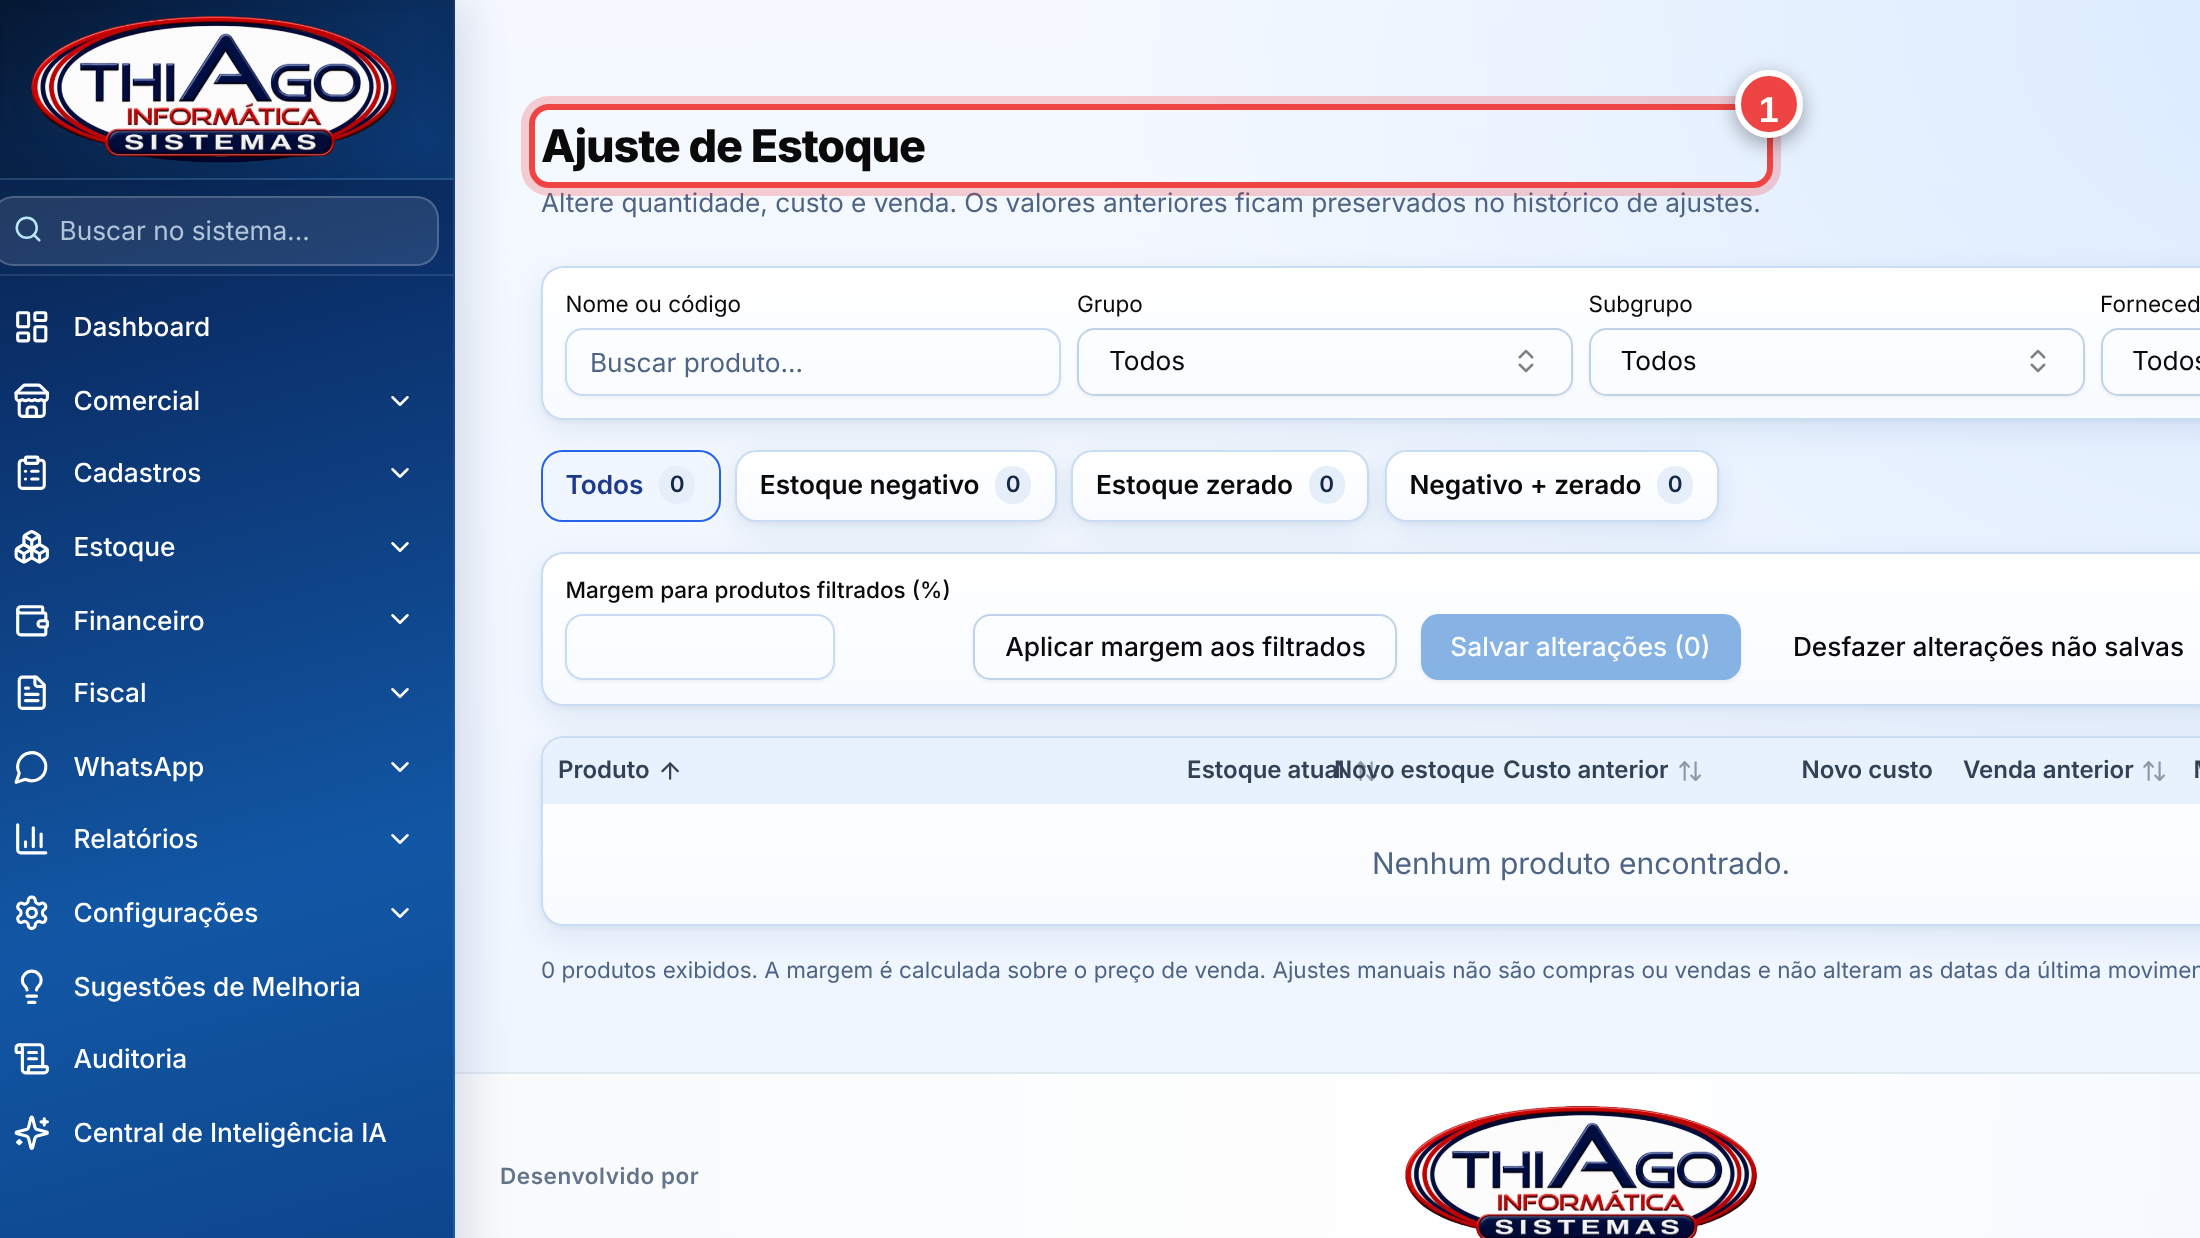 THIAGO
INFORMÁTICA
SISTEMAS
Buscar no sistema...
Dashboard
Comercial
Cadastros
Estoque
Financeiro
Fiscal
WhatsApp
Relatórios
Configurações
Sugestões de Melhoria
Auditoria
Central de Inteligência IA
1
Ajuste de Estoque
Altere quantidade, custo e venda. Os valores anteriores ficam preservados no histórico de ajustes.
Nome ou código Grupo Subgrupo Forneced
Buscar produto... Todos Todos Todos
Todos 0 Estoque negativo 0 Estoque zerado 0 Negativo + zerado 0
Margem para produtos filtrados (%)
Aplicar margem aos filtrados Salvar alterações (0) Desfazer alterações não salvas
Produto Estoque atual Novo estoque Custo anterior Novo custo Venda anterior
Nenhum produto encontrado.
0 produtos exibidos. A margem é calculada sobre o preço de venda. Ajustes manuais não são compras ou vendas e não alteram as datas da última movimen
Desenvolvido por
THIAGO
INFORMÁTICA
SISTEMAS